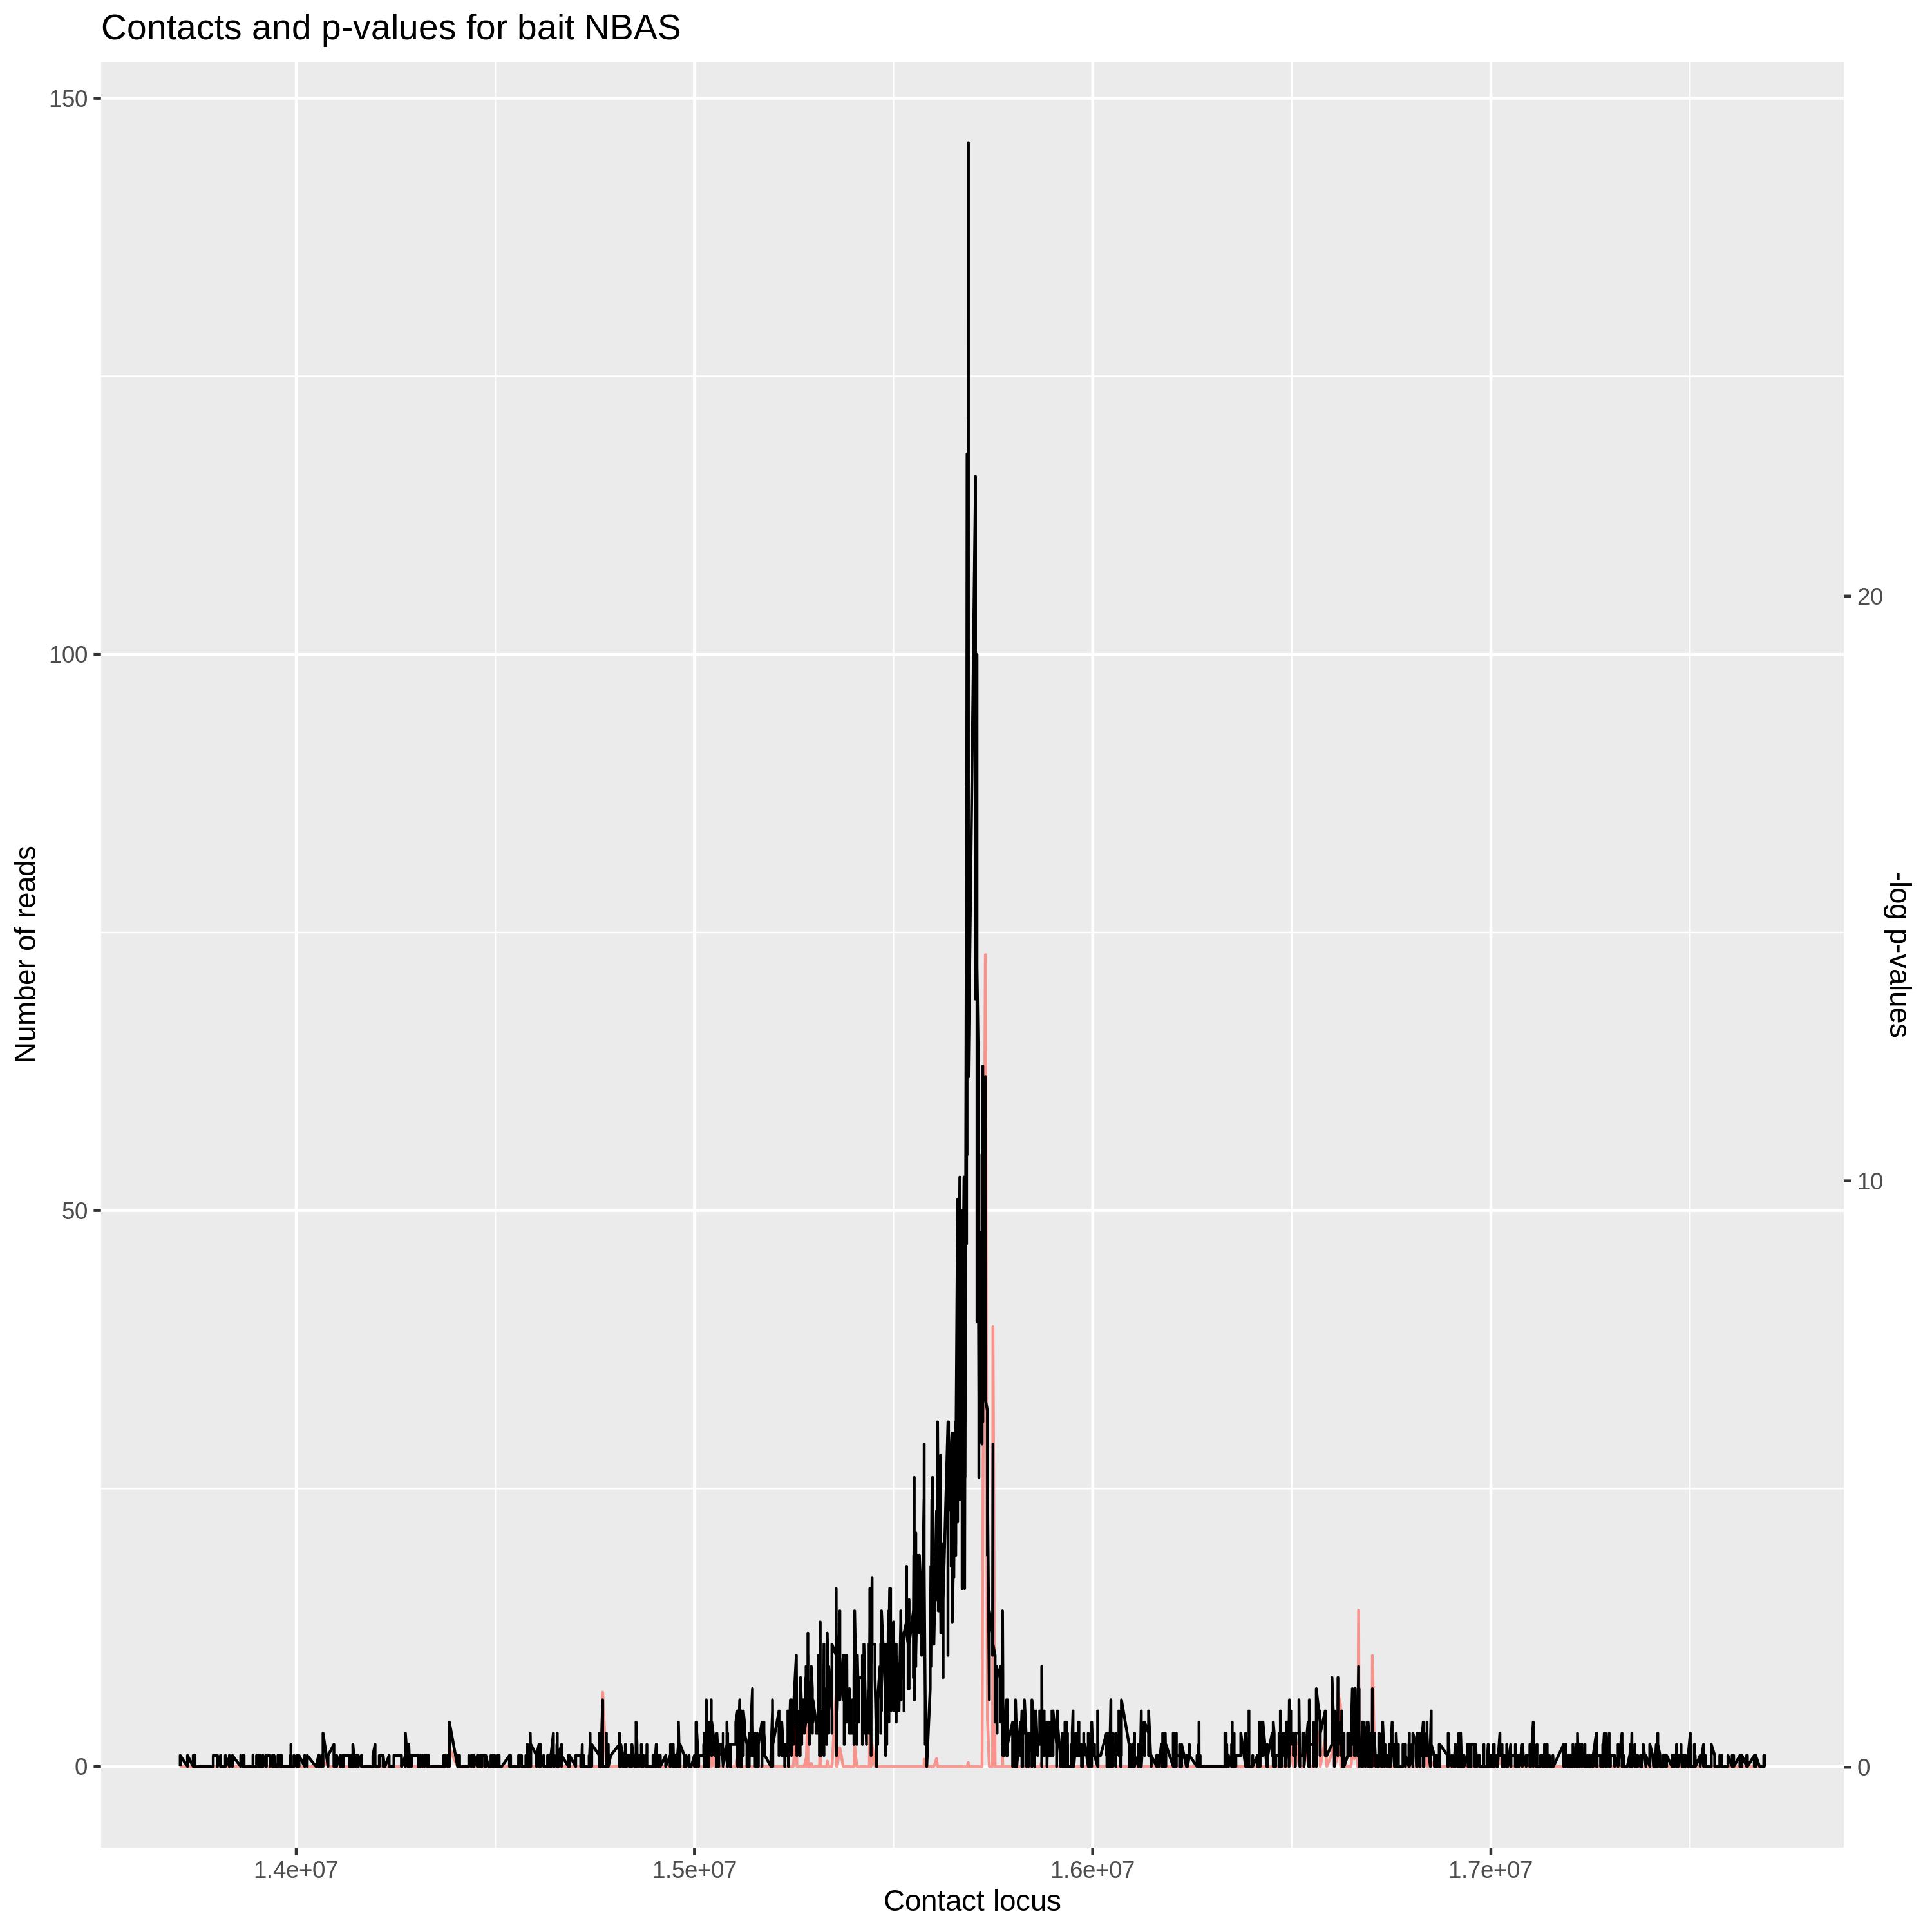 Contacts and p-values for bait NBAS
150
100
50
0
Number of reads
20
10
0
-log p-values
1.4e+07
1.5e+07
1.6e+07
1.7e+07
Contact locus